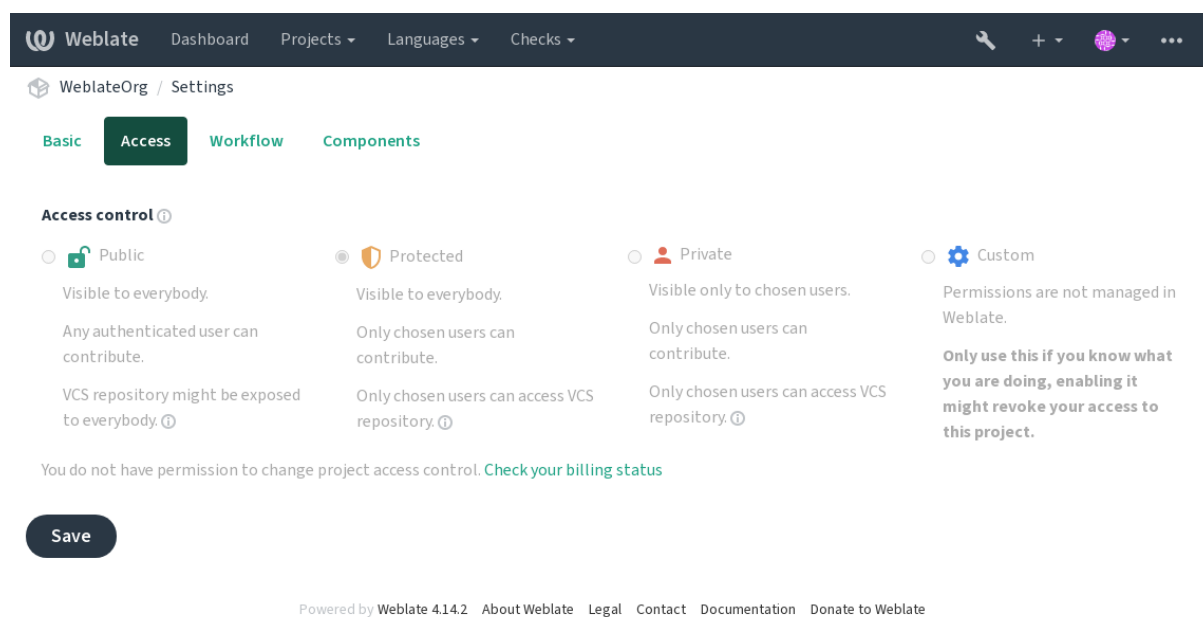 Weblate Dashboard Projects Languages Checks
WeblateOrg / Settings
Basic Access Workflow Components
Access control
Public
Visible to everybody.
Any authenticated user can
contribute.
VCS repository might be exposed
to everybody.
Protected
Visible to everybody.
Only chosen users can
contribute.
Only chosen users can access VCS
repository.
Private
Visible only to chosen users.
Only chosen users can
contribute.
Only chosen users can access VCS
repository.
Custom
Permissions are not managed in
Weblate.
Only use this if you know what
you are doing, enabling it
might revoke your access to
this project.
You do not have permission to change project access control. Check your billing status
Save
Powered by Weblate 4.14.2 About Weblate Legal Contact Documentation Donate to Weblate